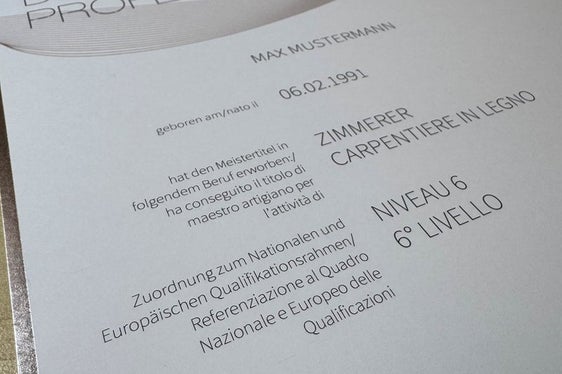 MAX MUSTERMANN
geboren am/nato il
06.02.1991
hat den Meistertitel in
folgendem Beruf erworben:/
ha conseguito il titolo di
maestro artigiano per
l'attività di
ZIMMERER
CARPENTIERE IN LEGNO
Zuordnung zum Nationalen und
Europäischen Qualifikationsrahmen/
Referenziazione al Quadro
Nazionale e Europeo delle
Qualificazioni
NIVEAU 6
6° LIVELLO